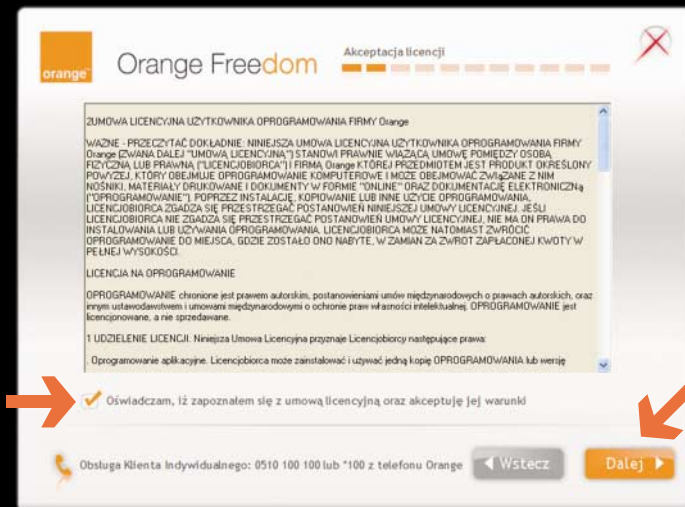 orange™
Orange Freedom
Akceptacja licencji
2UMOWA LICENCYJNA UŻYTKOWNIKA OPROGRAMOWANIA FIRMY Orange
WAŻNE - PRZECZYTAĆ DOKŁADNIE: NINIEJSZA UMOWA LICENCYJNA UŻYTKOWNIKA OPROGRAMOWANIA FIRMY
Orange (ZWANA DALEJ "UMOWĄ LICENCYJNĄ") STANOWI PRAWNIE WIĄŻĄCĄ UMOWĘ POMIĘDZY OSOBĄ
FIZYCZNĄ LUB PRAWNĄ ("LICENCJOBIORCA") I FIRMĄ Orange KTÓREJ PRZEDMIOTEM JEST PRODUKT OKREŚLONY
POWYŻEJ, KTÓRY OBEJMUJE OPROGRAMOWANIE KOMPUTEROWE I MOŻE OBEJMOWAĆ ZWIąZANE Z NIM
NOŚNIKI, MATERIAŁY DRUKOWANE I DOKUMENTY W FORMIE "ONLINE" ORAZ DOKUMENTACJĘ ELEKTRONICZNą
("OPROGRAMOWANIE"). POPRZEZ INSTALACJĘ, KOPIOWANIE LUB INNE UŻYCIE OPROGRAMOWANIA,
LICENCJOBIORCA ZGADZA SIĘ PRZESTRZEGAĆ POSTANOWIEŃ NINIEJSZEJ UMOWY LICENCYJNEJ. JEŚLI
LICENCJOBIORCA NIE ZGADZA SIĘ PRZESTRZEGAĆ POSTANOWIEŃ UMOWY LICENCYJNEJ, NIE MA ON PRAWA DO
INSTALOWANIA LUB UŻYWANIA OPROGRAMOWANIA. LICENCJOBIORCA MOŻE NATOMIAST ZWRÓCIĆ
OPROGRAMOWANIE DO MIEJSCA, GDZIE ZOSTAŁO ONO NABYTE, W ZAMIAN ZA ZWROT ZAPŁACONEJ KWOTY W
PEŁNEJ WYSOKOŚCI.
LICENCJA NA OPROGRAMOWANIE
OPROGRAMOWANIE chronione jest prawem autorskim, postanowieniami umów międzynarodowych o prawach autorskich, oraz
innym ustawodawstwem i umowami międzynarodowymi o ochronie praw własności intelektualnej. OPROGRAMOWANIE jest
licencjonowane, a nie sprzedawane.
1 UDZIELENIE LICENCJI. Niniejsza Umowa Licencyjna przyznaje Licencjobiorcy następujące prawa:
. Oprogramowanie aplikacyjne. Licencjobiorca może zainstalować i używać jedną kopię OPROGRAMOWANIA lub wersję
Oświadczam, iż zapoznałem się z umową licencyjną oraz akceptuję jej warunki
Obsługa Klienta Indywidualnego: 0510 100 100 lub *100 z telefonu Orange
Wstecz
Dalej